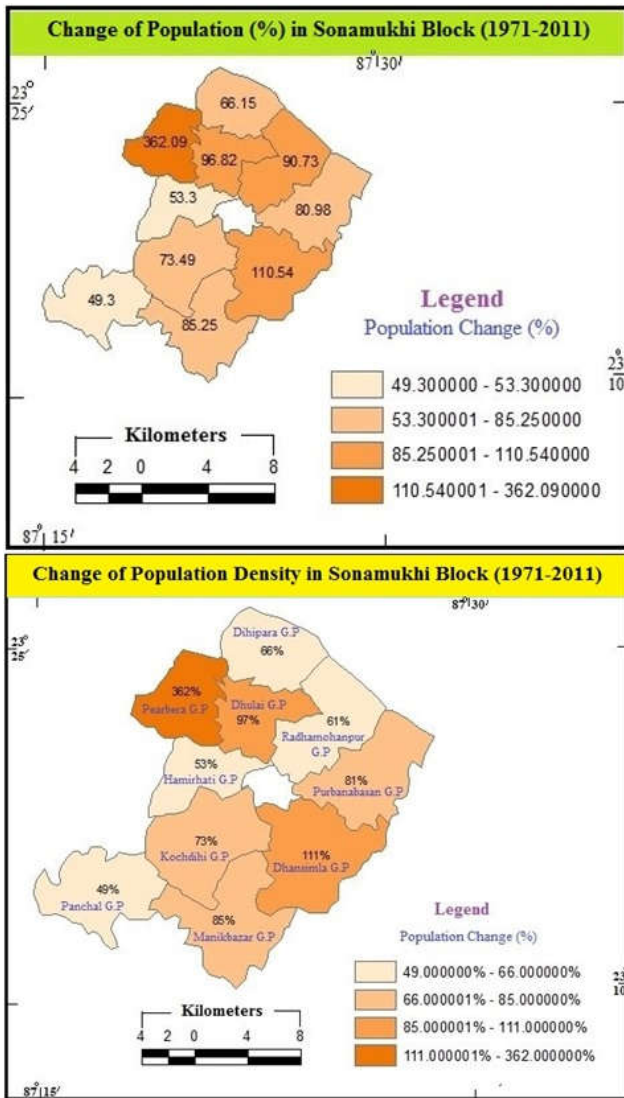 Change of Population (%) in Sonamukhi Block (1971-2011)
87°30′
23°
25′
66.15
362.09
96.82
90.73
53.3
80.98
73.49
110.54
49.3
85.25
Legend
Population Change (%)
23°
10
49.300000 - 53.300000
53.300001 - 85.250000
85.250001 - 110.540000
110.540001 - 362.090000
Kilometers
4 2 0 4 8
87°15′
Change of Population Density in Sonamukhi Block (1971-2011)
87°30′
23°
25′
Dihipara G.P
66%
362%
Pearbera G.P
Dhulai G.P
97%
61%
Radhamohanpur
G.P
53%
Hamirhati G.P
81%
Purbanabasan G.P
73%
Kochdihi G.P
111%
Dhansimla G.P
49%
Panchal G.P
85%
Manikbazar G.P
Legend
Population Change (%)
49.000000% - 66.000000%
66.000001% - 85.000000%
85.000001% - 111.000000%
111.000001% - 362.000000%
23
10
Kilometers
4 2 0 4 8
87°15′